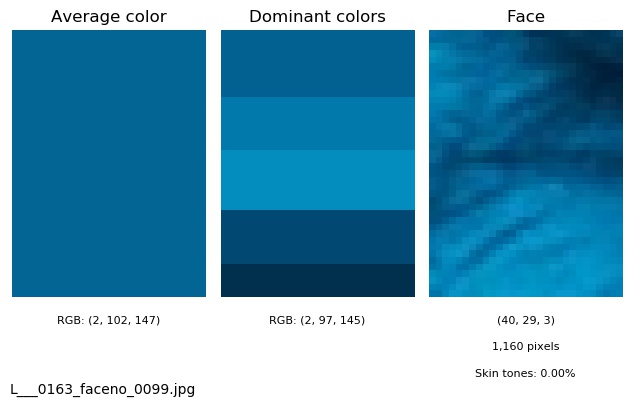 Average color
Dominant colors
Face
RGB: (2, 102, 147)
RGB: (2, 97, 145)
(40, 29, 3)
1,160 pixels
Skin tones: 0.00%
L___0163_faceno_0099.jpg